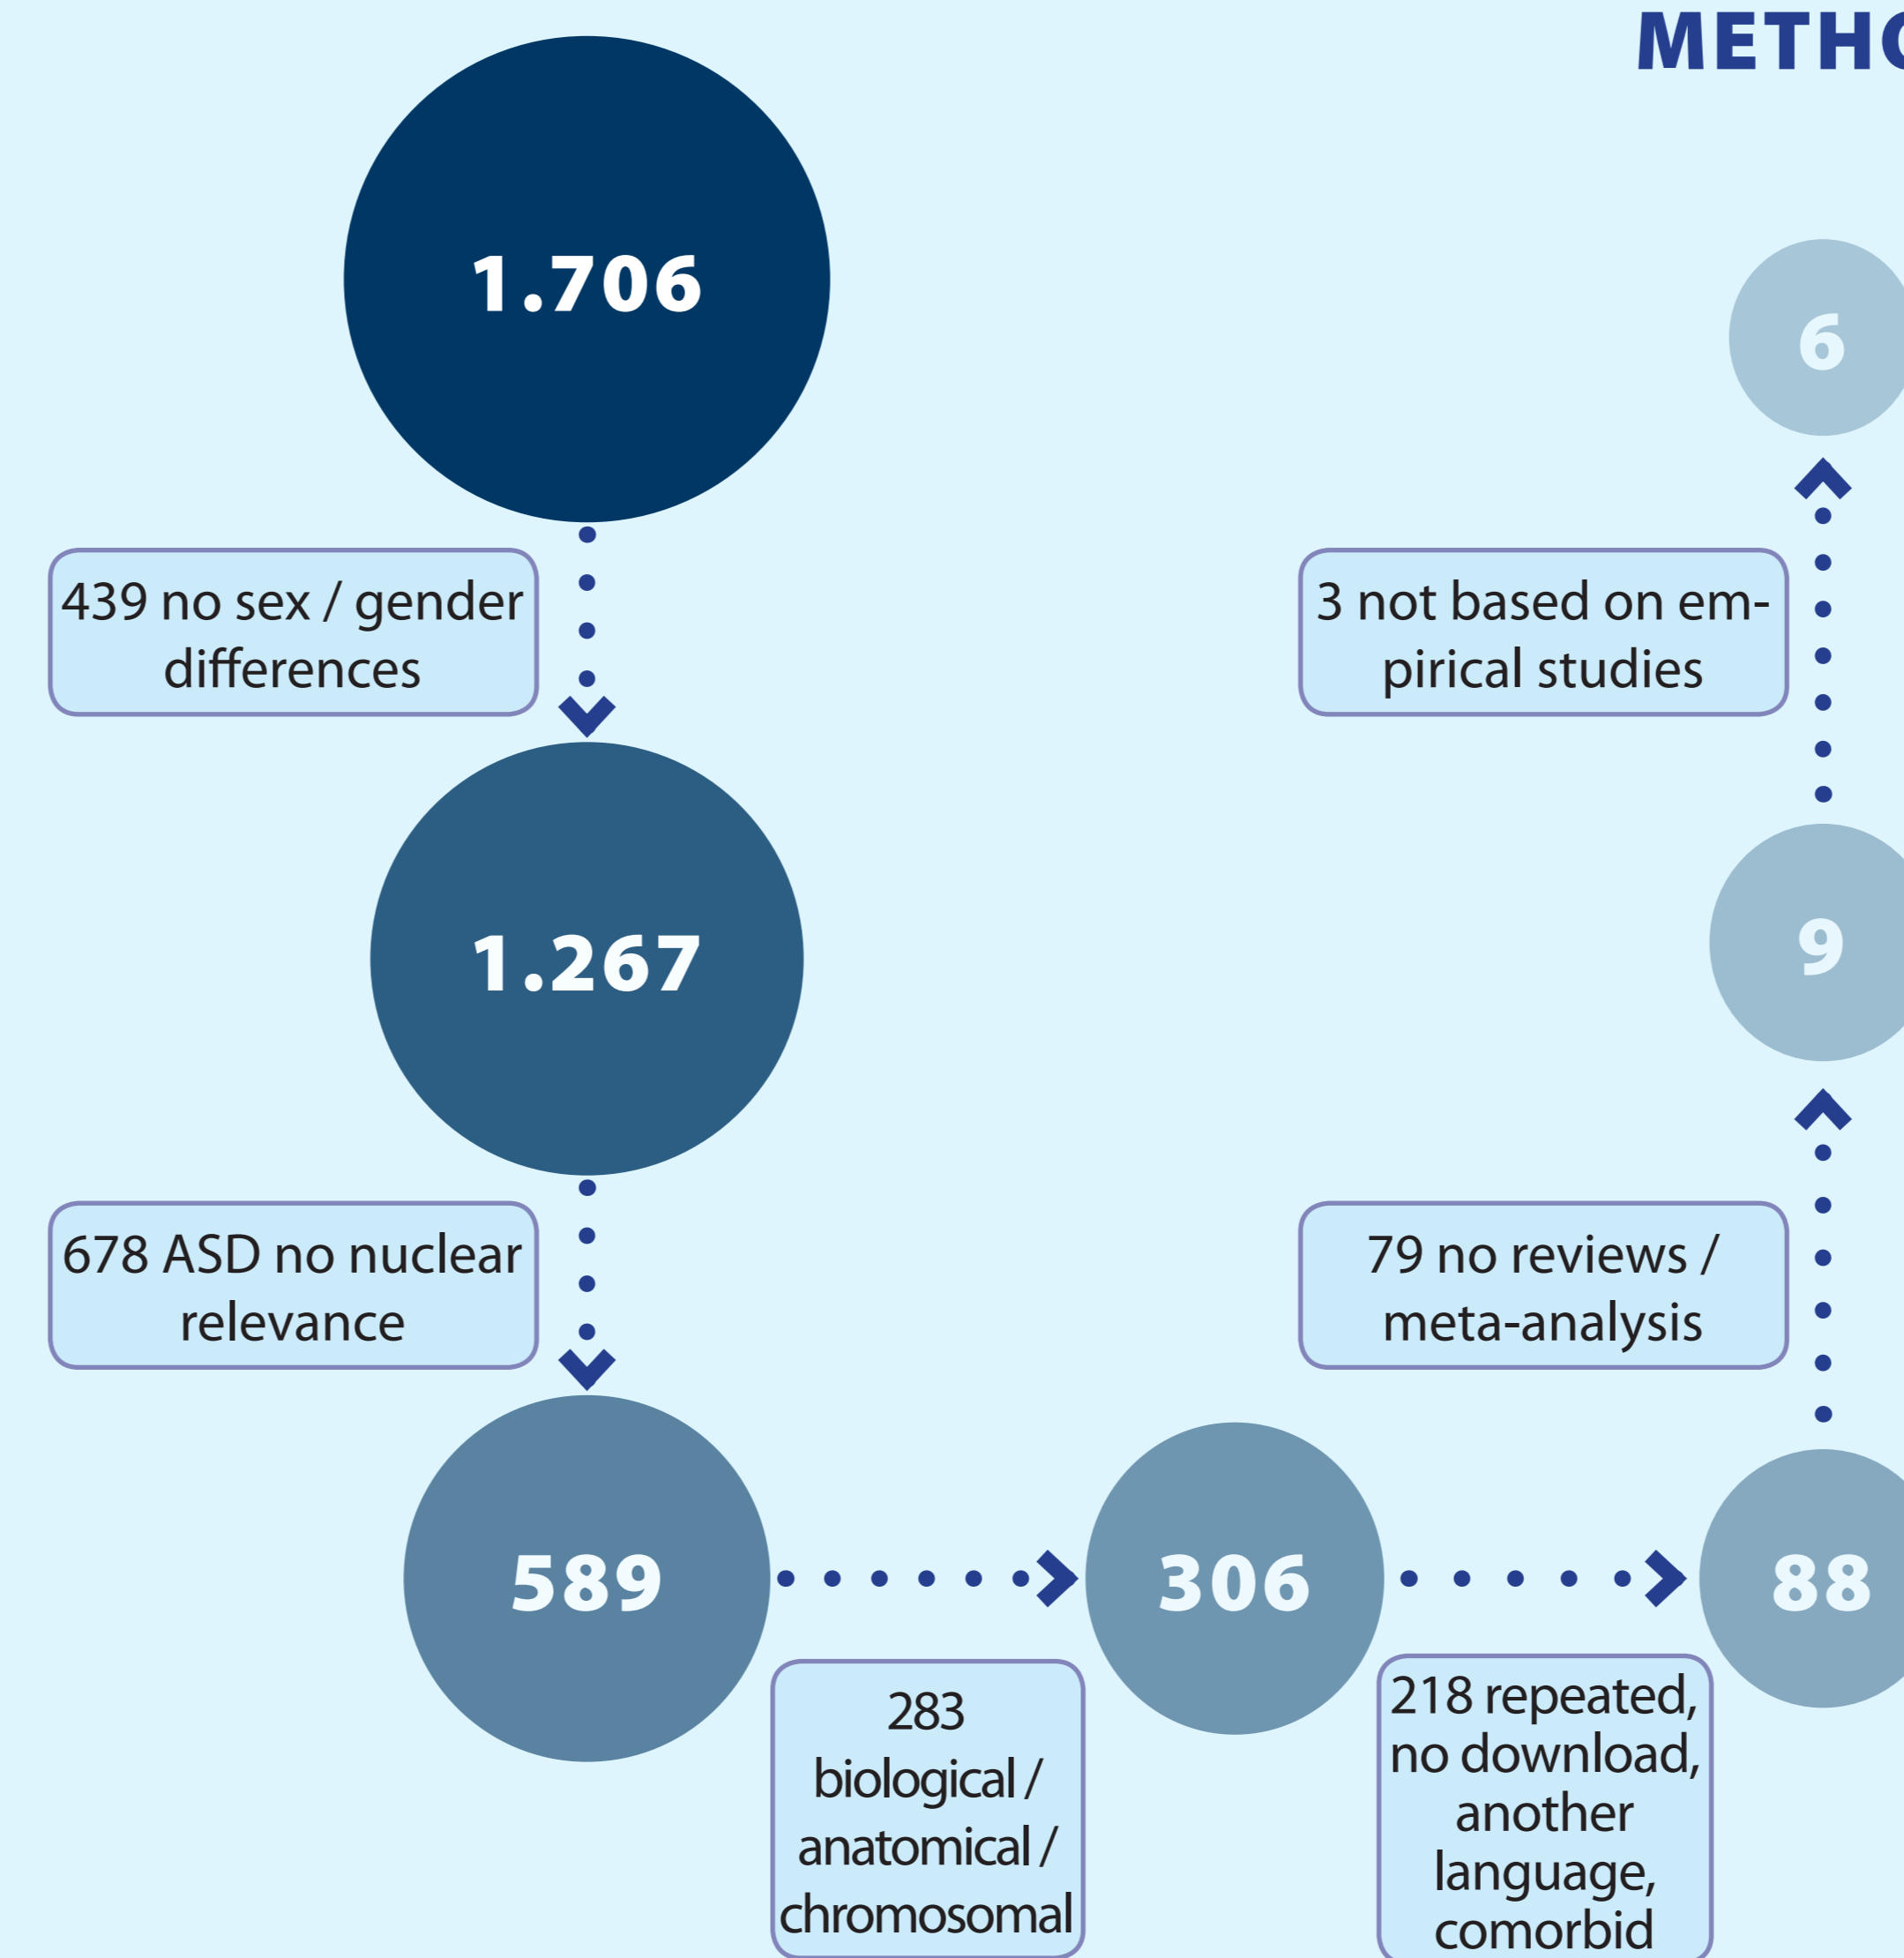 METHO
1.706
439 no sex / gender
differences
1.267
678 ASD no nuclear
relevance
589
283
biological /
anatomical /
chromosomal
306
218 repeated,
no download,
another
language,
comorbid
88
79 no reviews /
meta-analysis
9
3 not based on em-
pirical studies
6